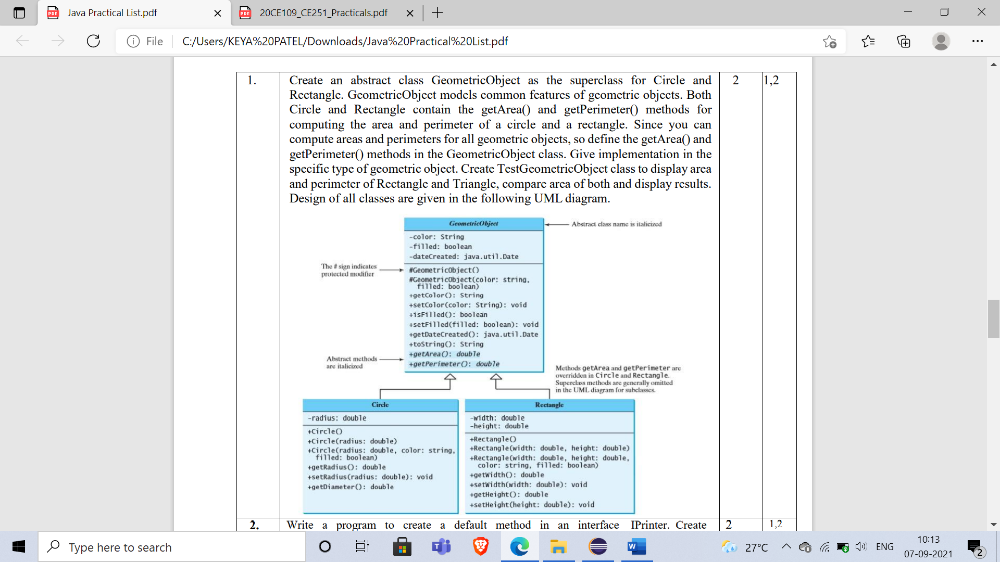 Java Practical List.pdf
20CE109_CE251_Practicals.pdf
File
C:/Users/KEYA%20PATEL/Downloads/Java%20Practical%20List.pdf
1.
Create an abstract class GeometricObject as the superclass for Circle and
Rectangle. GeometricObject models common features of geometric objects. Both
Circle and Rectangle contain the getArea() and getPerimeter() methods for
computing the area and perimeter of a circle and a rectangle. Since you can
compute areas and perimeters for all geometric objects, so define the getArea() and
getPerimeter() methods in the GeometricObject class. Give implementation in the
specific type of geometric object. Create TestGeometricObject class to display area
and perimeter of Rectangle and Triangle, compare area of both and display results.
Design of all classes are given in the following UML diagram.
2
1,2
GeometricObject
Abstract class name is italicized
-color: String
-filled: boolean
-dateCreated: java.util.Date
The # sign indicates
protected modifier
#GeometricObject()
#GeometricObject(color: string,
filled: boolean)
+getColor(): String
+setColor(color: String): void
+isFilled(): boolean
+setFilled(filled: boolean): void
+getDateCreated(): java.util.Date
+toString(): String
+getArea(): double
+getPerimeter(): double
Abstract methods
are italicized
Methods getArea and getPerimeter are
overridden in Circle and Rectangle.
Superclass methods are generally omitted
in the UML diagram for subclasses.
Circle
-radius: double
+Circle()
+Circle(radius: double)
+Circle(radius: double, color: string,
filled: boolean)
+getRadius(): double
+setRadius(radius: double): void
+getDiameter(): double
Rectangle
-width: double
-height: double
+Rectangle()
+Rectangle(width: double, height: double)
+Rectangle(width: double, height: double,
color: string, filled: boolean)
+getWidth(): double
+setWidth(width: double): void
+getHeight(): double
+setHeight(height: double): void
2.
Write a program to create a default method in an interface IPrinter. Create
2
1,2
Type here to search
27°C
ENG
10:13
07-09-2021
2